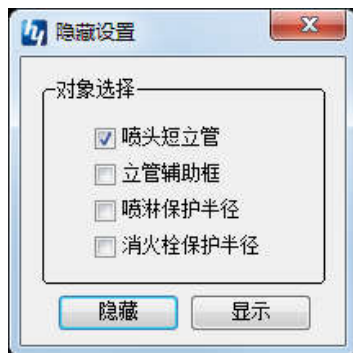 隐藏设置
对象选择
喷头短立管
立管辅助框
喷淋保护半径
消火栓保护半径
隐藏 显示